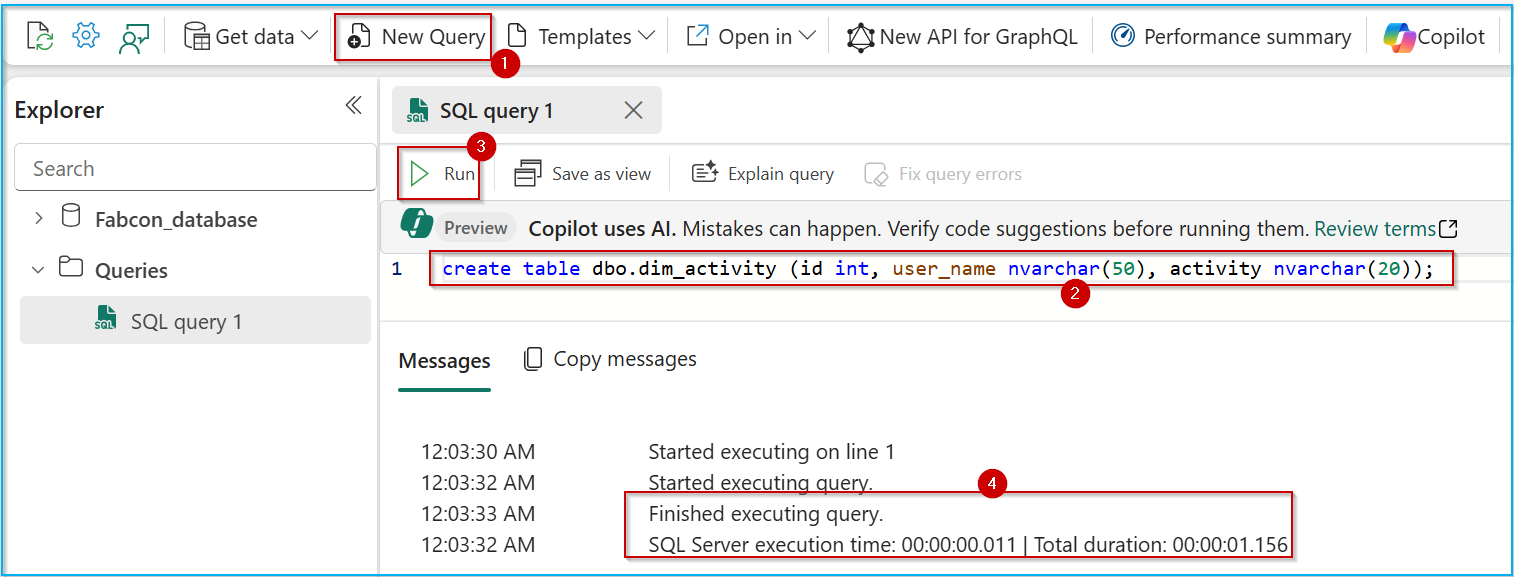 Get data New Query Templates Open in New API for GraphQL Performance summary Copilot
1
Explorer
SQL query 1
3
Search
Run Save as view Explain query Fix query errors
Fabcon_database
Preview Copilot uses AI. Mistakes can happen. Verify code suggestions before running them. Review terms
Queries
1 create table dbo.dim_activity (id int, user_name nvarchar(50), activity nvarchar(20));
2
SQL query 1
Messages Copy messages
12:03:30 AM Started executing on line 1
12:03:32 AM Started executing query.
4
12:03:33 AM Finished executing query.
12:03:32 AM SQL Server execution time: 00:00:00.011 | Total duration: 00:00:01.156